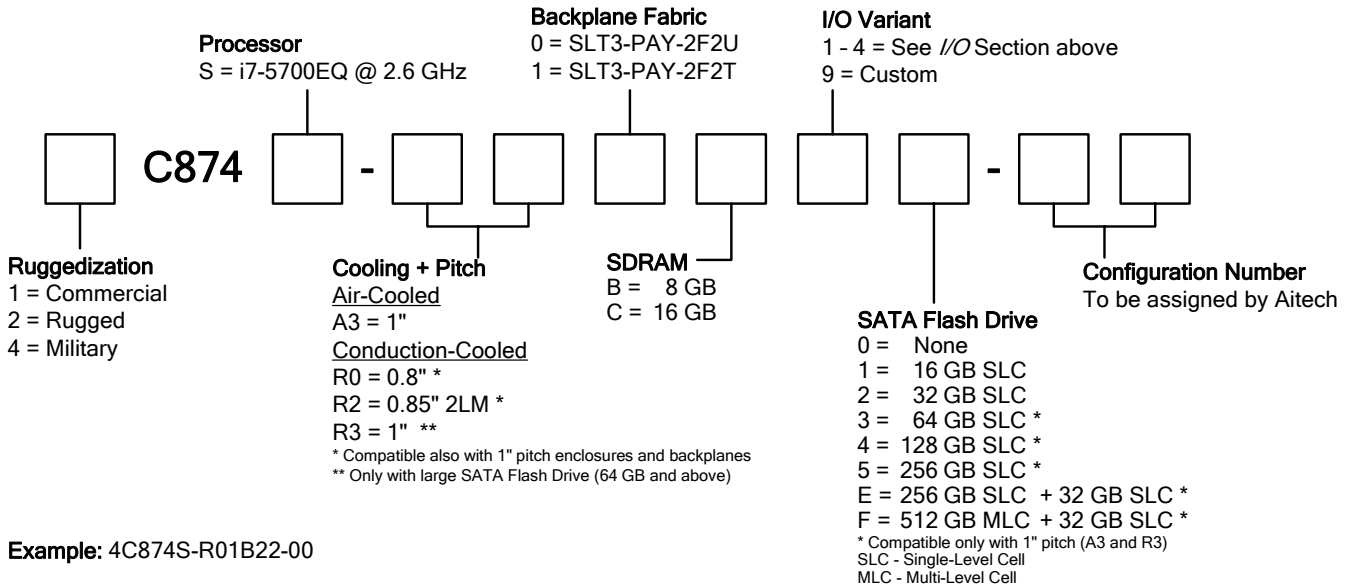 Processor
S = i7-5700EQ @ 2.6 GHz
Backplane Fabric
0 = SLT3-PAY-2F2U
1 = SLT3-PAY-2F2T
I/O Variant
1 - 4 = See I/O Section above
9 = Custom
C874 - -
Ruggedization
1 = Commercial
2 = Rugged
4 = Military
Cooling + Pitch
Air-Cooled
A3 = 1"
Conduction-Cooled
R0 = 0.8" *
R2 = 0.85" 2LM *
R3 = 1" **
* Compatible also with 1" pitch enclosures and backplanes
** Only with large SATA Flash Drive (64 GB and above)
SDRAM
B = 8 GB
C = 16 GB
SATA Flash Drive
0 = None
1 = 16 GB SLC
2 = 32 GB SLC
3 = 64 GB SLC *
4 = 128 GB SLC *
5 = 256 GB SLC *
E = 256 GB SLC + 32 GB SLC *
F = 512 GB MLC + 32 GB SLC *
* Compatible only with 1" pitch (A3 and R3)
SLC - Single-Level Cell
MLC - Multi-Level Cell
Configuration Number
To be assigned by Aitech
Example: 4C874S-R01B22-00